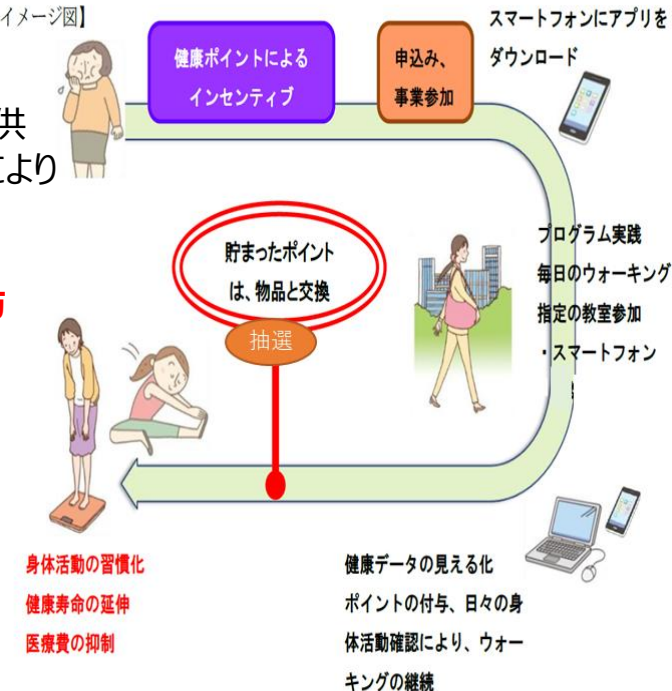 イメージ図】
健康ポイントによる
インセンティブ
申込み、
事業参加
スマートフォンにアプリを
ダウンロード
供
により
貯まったポイント
は、物品と交換
抽選
プログラム実践
毎日のウォーキング
指定の教室参加
・スマートフォン
身体活動の習慣化
健康寿命の延伸
医療費の抑制
健康データの見える化
ポイントの付与、日々の身
体活動確認により、ウォー
キングの継続